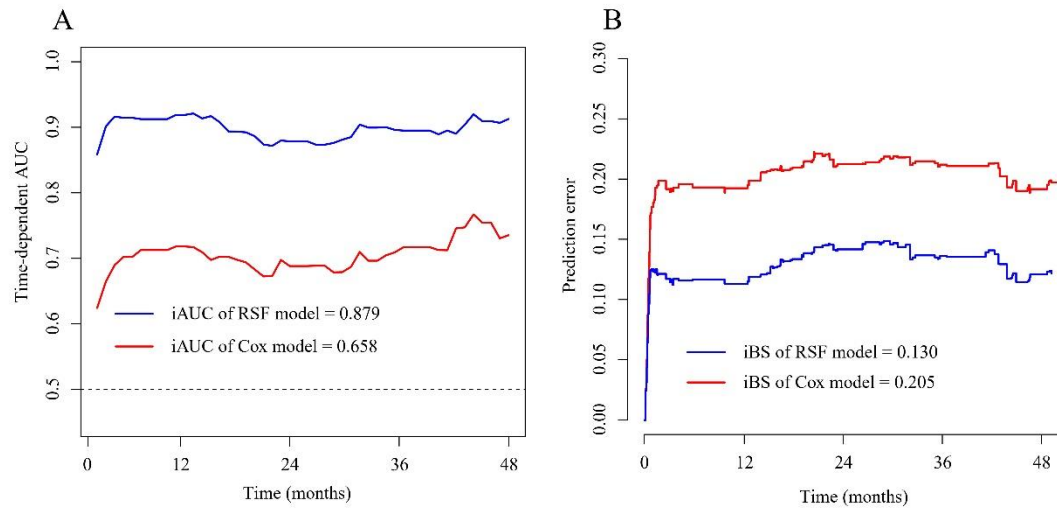 A
Time-dependent AUC
1.0
0.9
0.8
0.7
0.6
0.5
iAUC of RSF model = 0.879
iAUC of Cox model = 0.658
0 12 24 36 48
Time (months)
B
Prediction error
0.30
0.25
0.20
0.15
0.10
0.05
0.00
iBS of RSF model = 0.130
iBS of Cox model = 0.205
0 12 24 36 48
Time (months)